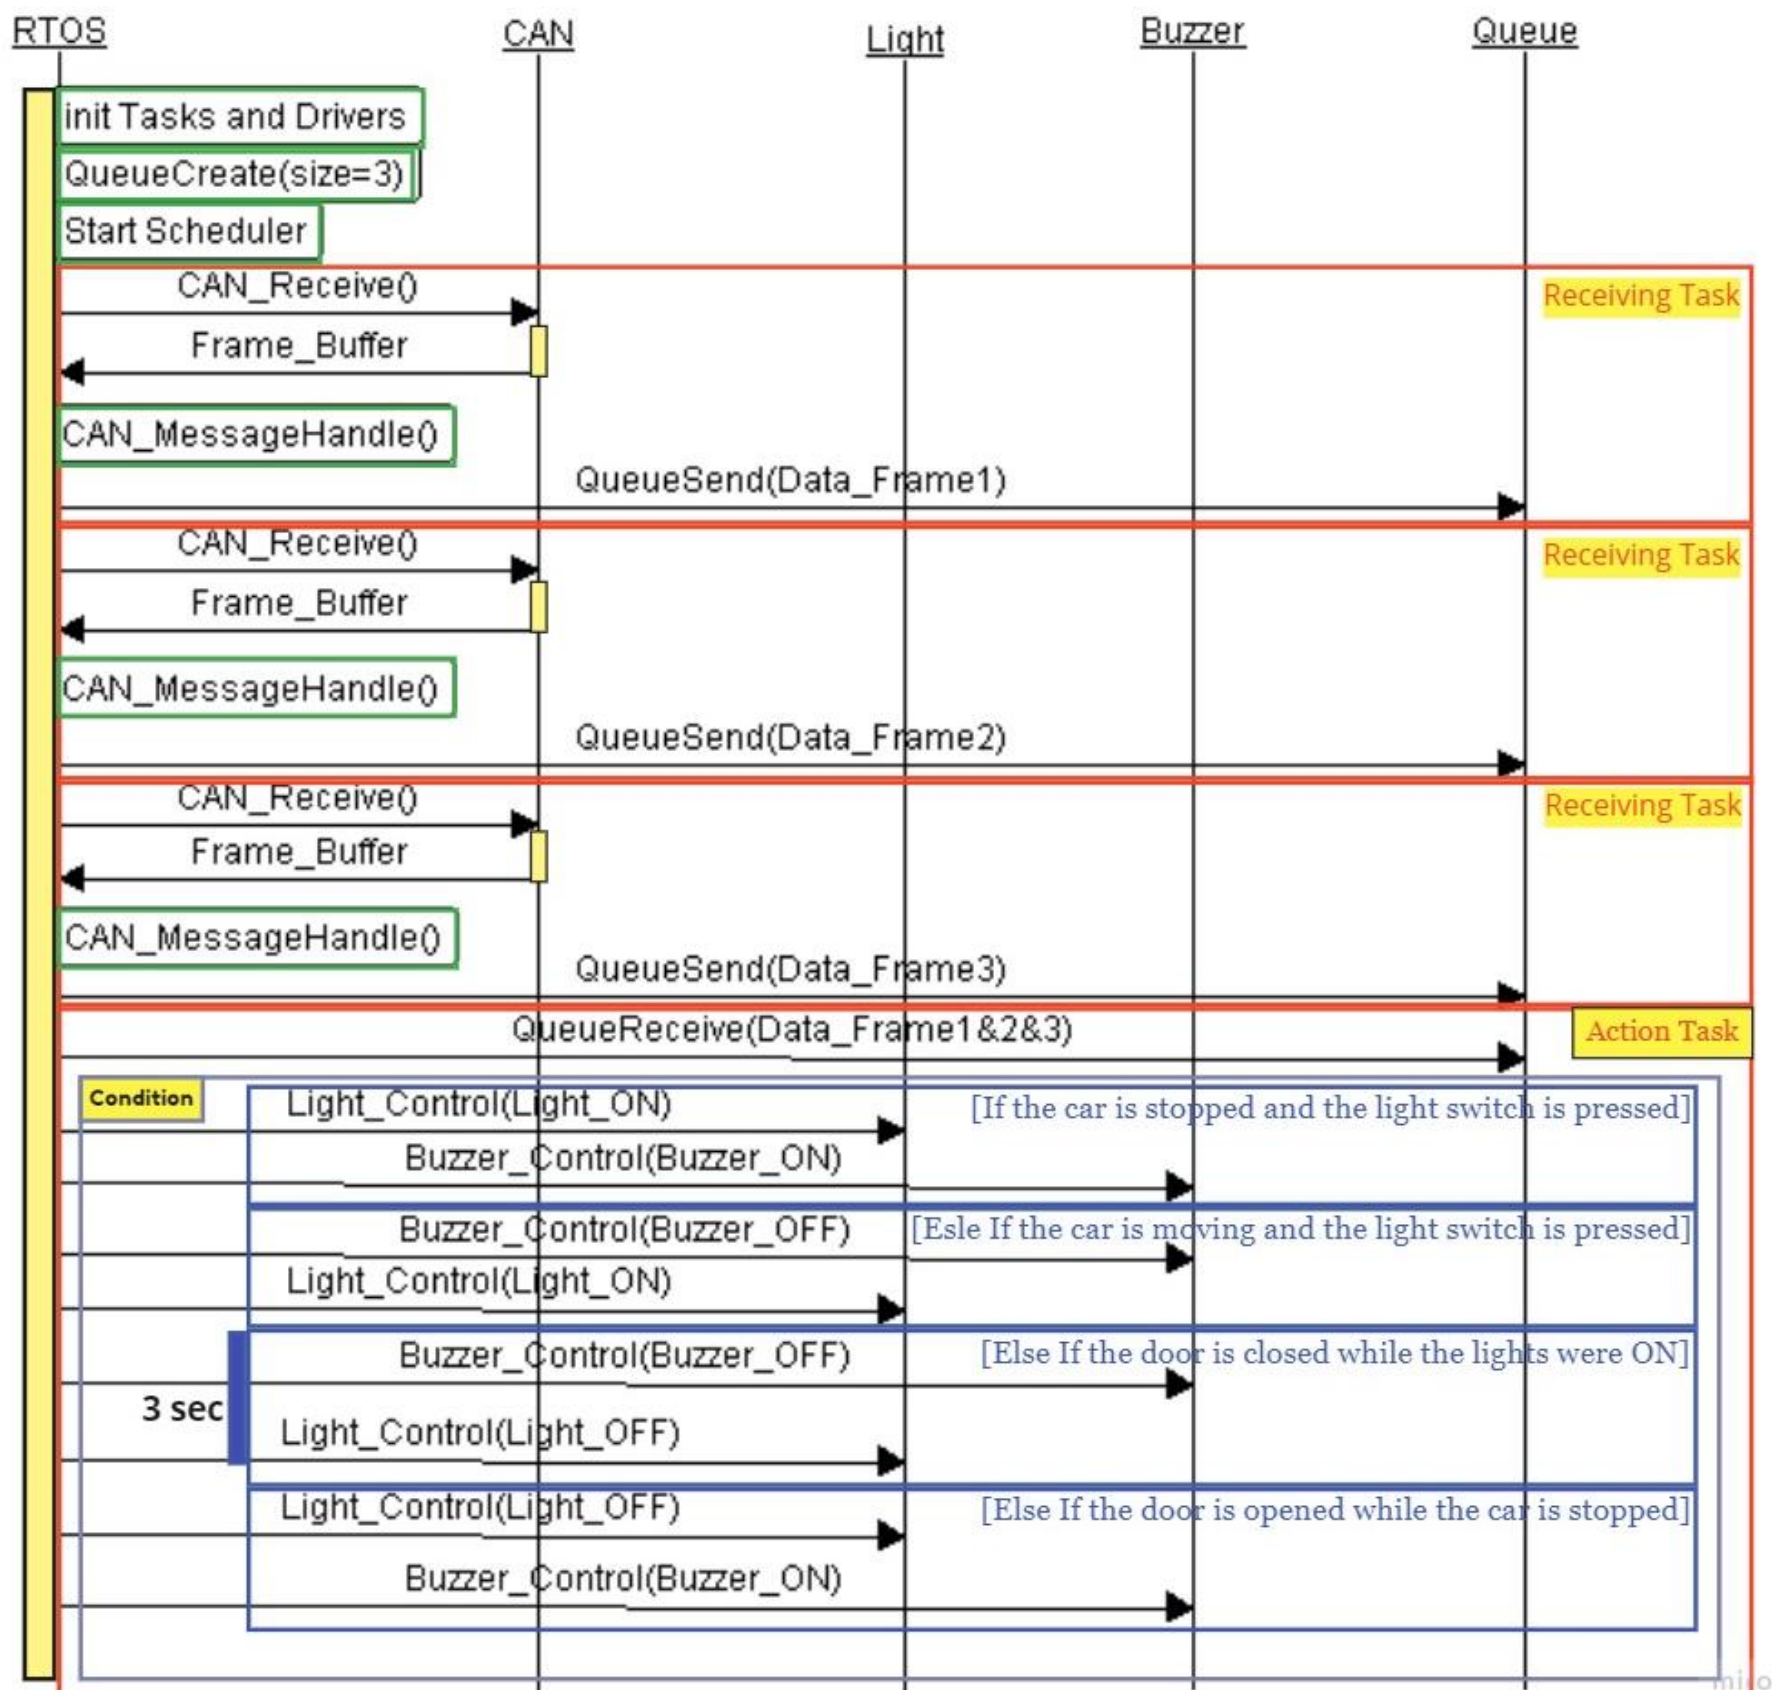 RTOS
CAN
Light
Buzzer
Queue
init Tasks and Drivers
QueueCreate(size=3)
Start Scheduler
CAN_Receive()
Receiving Task
Frame_Buffer
CAN_MessageHandle()
QueueSend(Data_Frame1)
CAN_Receive()
Receiving Task
Frame_Buffer
CAN_MessageHandle()
QueueSend(Data_Frame2)
CAN_Receive()
Receiving Task
Frame_Buffer
CAN_MessageHandle()
QueueSend(Data_Frame3)
QueueReceive(Data_Frame1&2&3)
Action Task
Condition
Light_Control(Light_ON)
[If the car is stopped and the light switch is pressed]
Buzzer_Control(Buzzer_ON)
Buzzer_Control(Buzzer_OFF)
[Esle If the car is moving and the light switch is pressed]
Light_Control(Light_ON)
Buzzer_Control(Buzzer_OFF)
[Else If the door is closed while the lights were ON]
3 sec
Light_Control(Light_OFF)
Light_Control(Light_OFF)
[Else If the door is opened while the car is stopped]
Buzzer_Control(Buzzer_ON)
miro